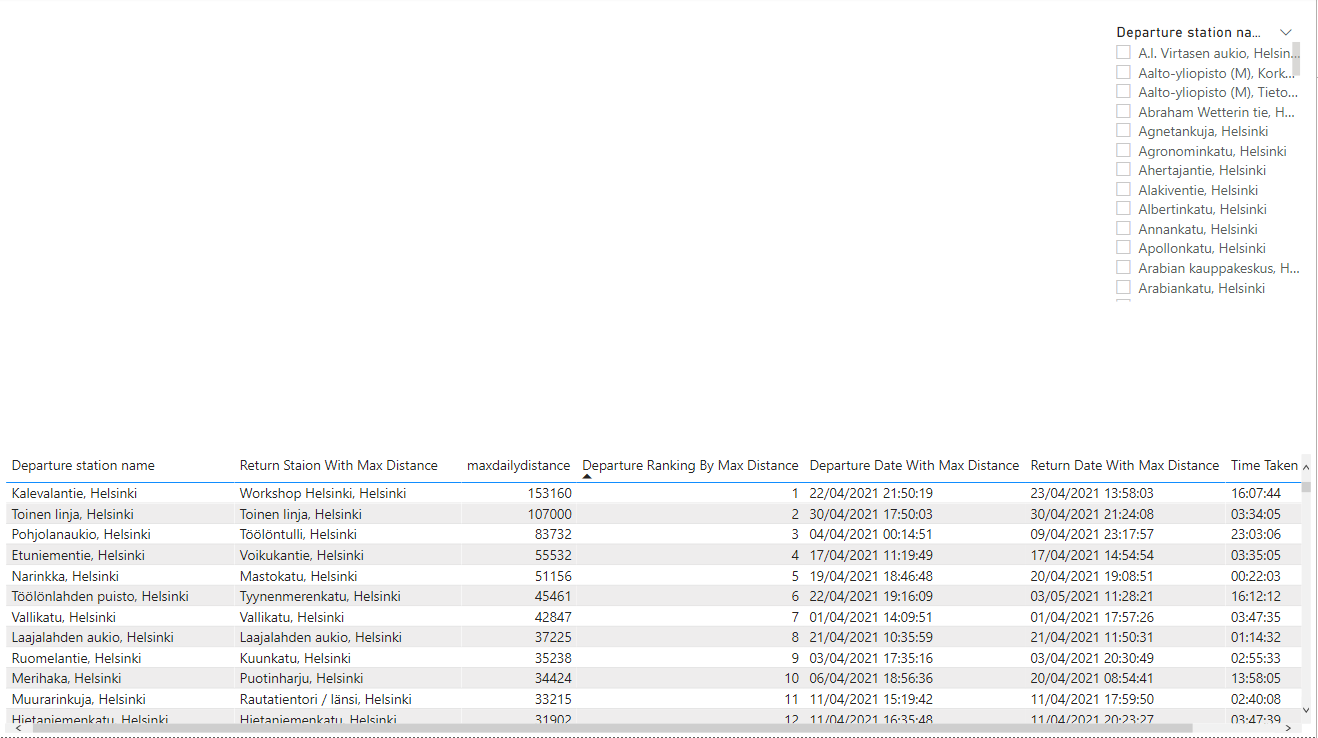 Departure station na...
A.I. Virtasen aukio, Helsin...
Aalto-yliopisto (M), Kork...
Aalto-yliopisto (M), Tieto...
Abraham Wetterin tie, H...
Agnetankuja, Helsinki
Agronominkatu, Helsinki
Ahertajantie, Helsinki
Alakiventie, Helsinki
Albertinkatu, Helsinki
Annankatu, Helsinki
Apollonkatu, Helsinki
Arabian kauppakeskus, H...
Arabiankatu, Helsinki
Departure station name Return Staion With Max Distance maxdailydistance Departure Ranking By Max Distance Departure Date With Max Distance Return Date With Max Distance Time Taken
Kalevalantie, Helsinki Workshop Helsinki, Helsinki 153160 1 22/04/2021 21:50:19 23/04/2021 13:58:03 16:07:44
Toinen linja, Helsinki Toinen linja, Helsinki 107000 2 30/04/2021 17:50:03 30/04/2021 21:24:08 03:34:05
Pohjolanaukio, Helsinki Töölöntulli, Helsinki 83732 3 04/04/2021 00:14:51 09/04/2021 23:17:57 23:03:06
Etuniementie, Helsinki Voikukantie, Helsinki 55532 4 17/04/2021 11:19:49 17/04/2021 14:54:54 03:35:05
Narinkka, Helsinki Mastokatu, Helsinki 51156 5 19/04/2021 18:46:48 20/04/2021 19:08:51 00:22:03
Töölönlahden puisto, Helsinki Tyynenmerenkatu, Helsinki 45461 6 22/04/2021 19:16:09 03/05/2021 11:28:21 16:12:12
Vallikatu, Helsinki Vallikatu, Helsinki 42847 7 01/04/2021 14:09:51 01/04/2021 17:57:26 03:47:35
Laajalahden aukio, Helsinki Laajalahden aukio, Helsinki 37225 8 21/04/2021 10:35:59 21/04/2021 11:50:31 01:14:32
Ruomelantie, Helsinki Kuunkatu, Helsinki 35238 9 03/04/2021 17:35:16 03/04/2021 20:30:49 02:55:33
Merihaka, Helsinki Puotinharju, Helsinki 34424 10 06/04/2021 18:56:36 20/04/2021 08:54:41 13:58:05
Muurarinkuja, Helsinki Rautatientori / länsi, Helsinki 33215 11 11/04/2021 15:19:42 11/04/2021 17:59:50 02:40:08
Hietaniemenkatu, Helsinki Hietaniemenkatu, Helsinki 31902 12 11/04/2021 16:35:48 11/04/2021 20:23:27 03:47:39